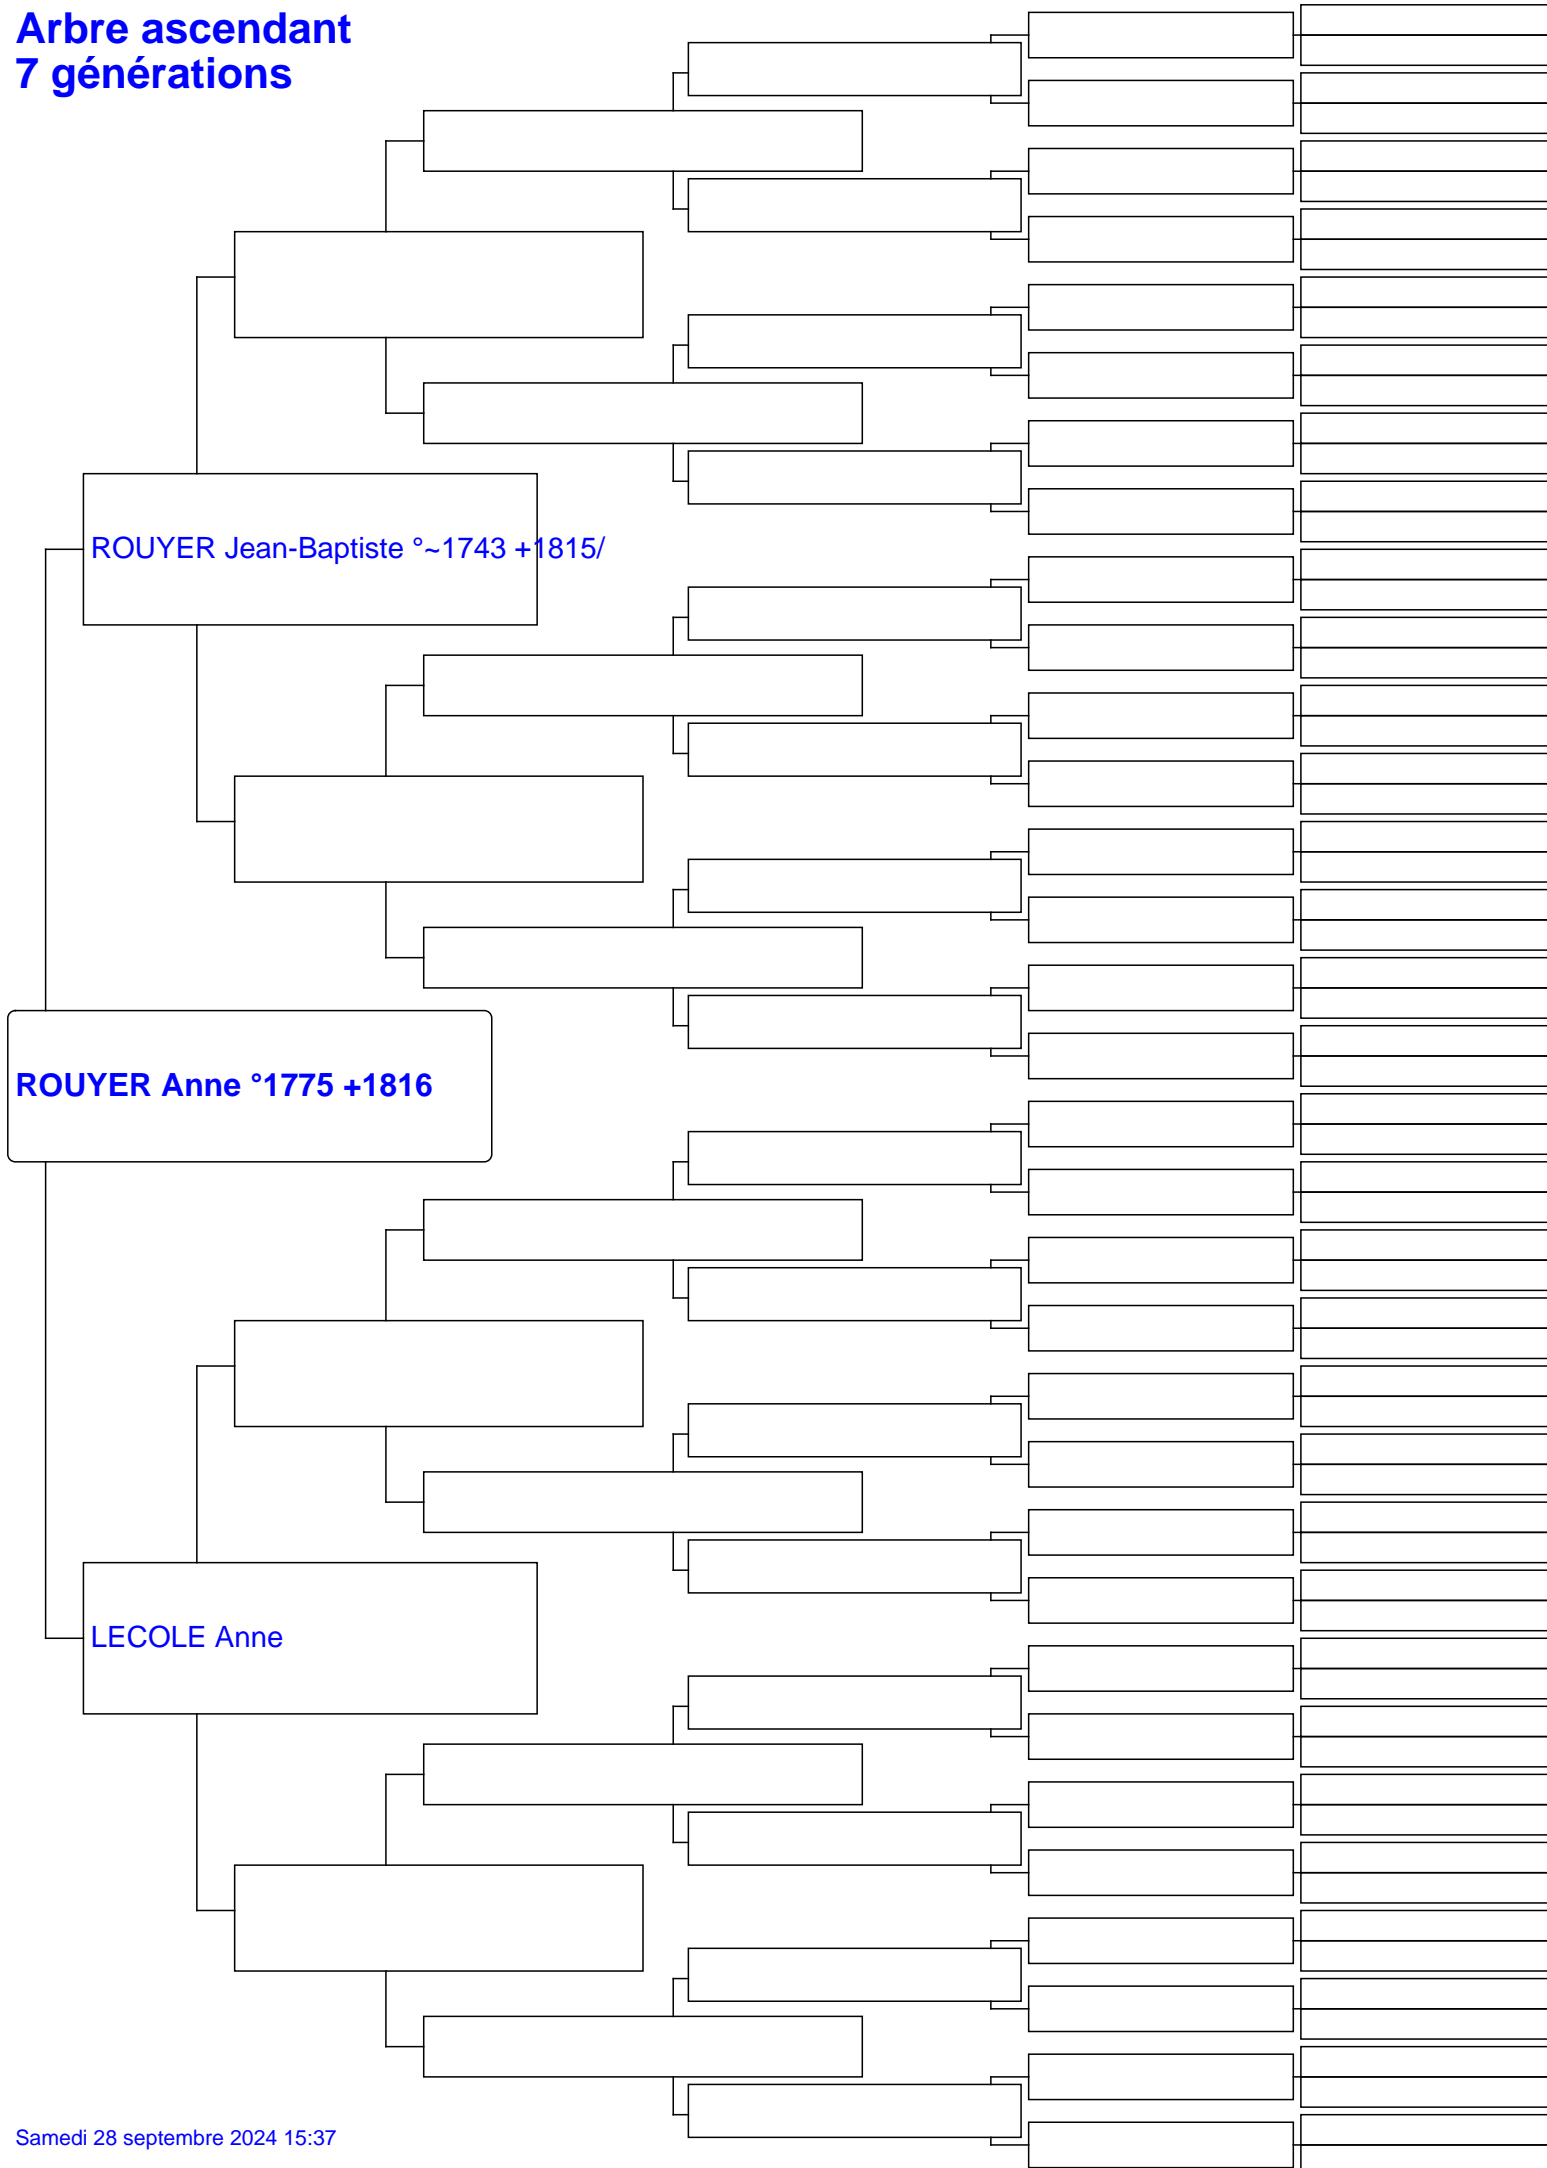 Arbre ascendant
7 générations
ROUYER Jean-Baptiste °~1743 +1815/
ROUYER Anne °1775 +1816
LECOLE Anne
Samedi 28 septembre 2024 15:37